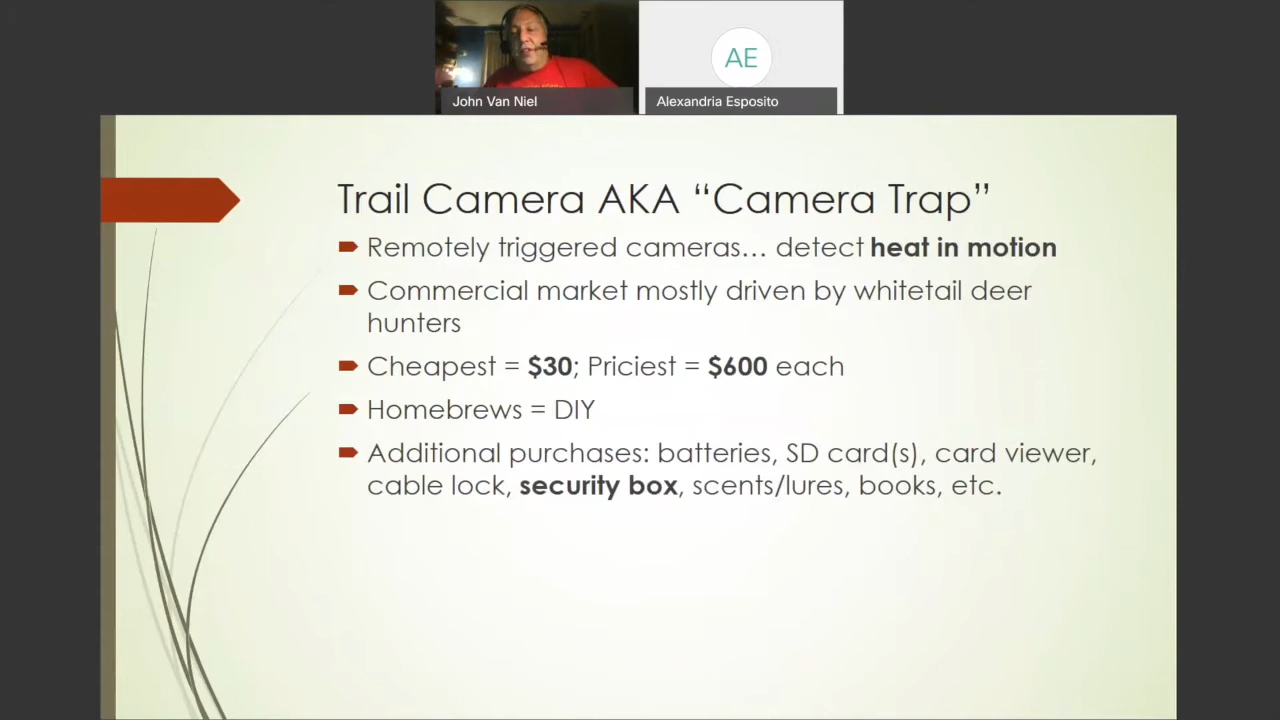 John Van Niel
AE
Alexandria Esposito
Trail Camera AKA “Camera Trap”
Remotely triggered cameras… detect heat in motion
Commercial market mostly driven by whitetail deer
hunters
Cheapest = $30; Priciest = $600 each
Homebrews = DIY
Additional purchases: batteries, SD card(s), card viewer,
cable lock, security box, scents/lures, books, etc.